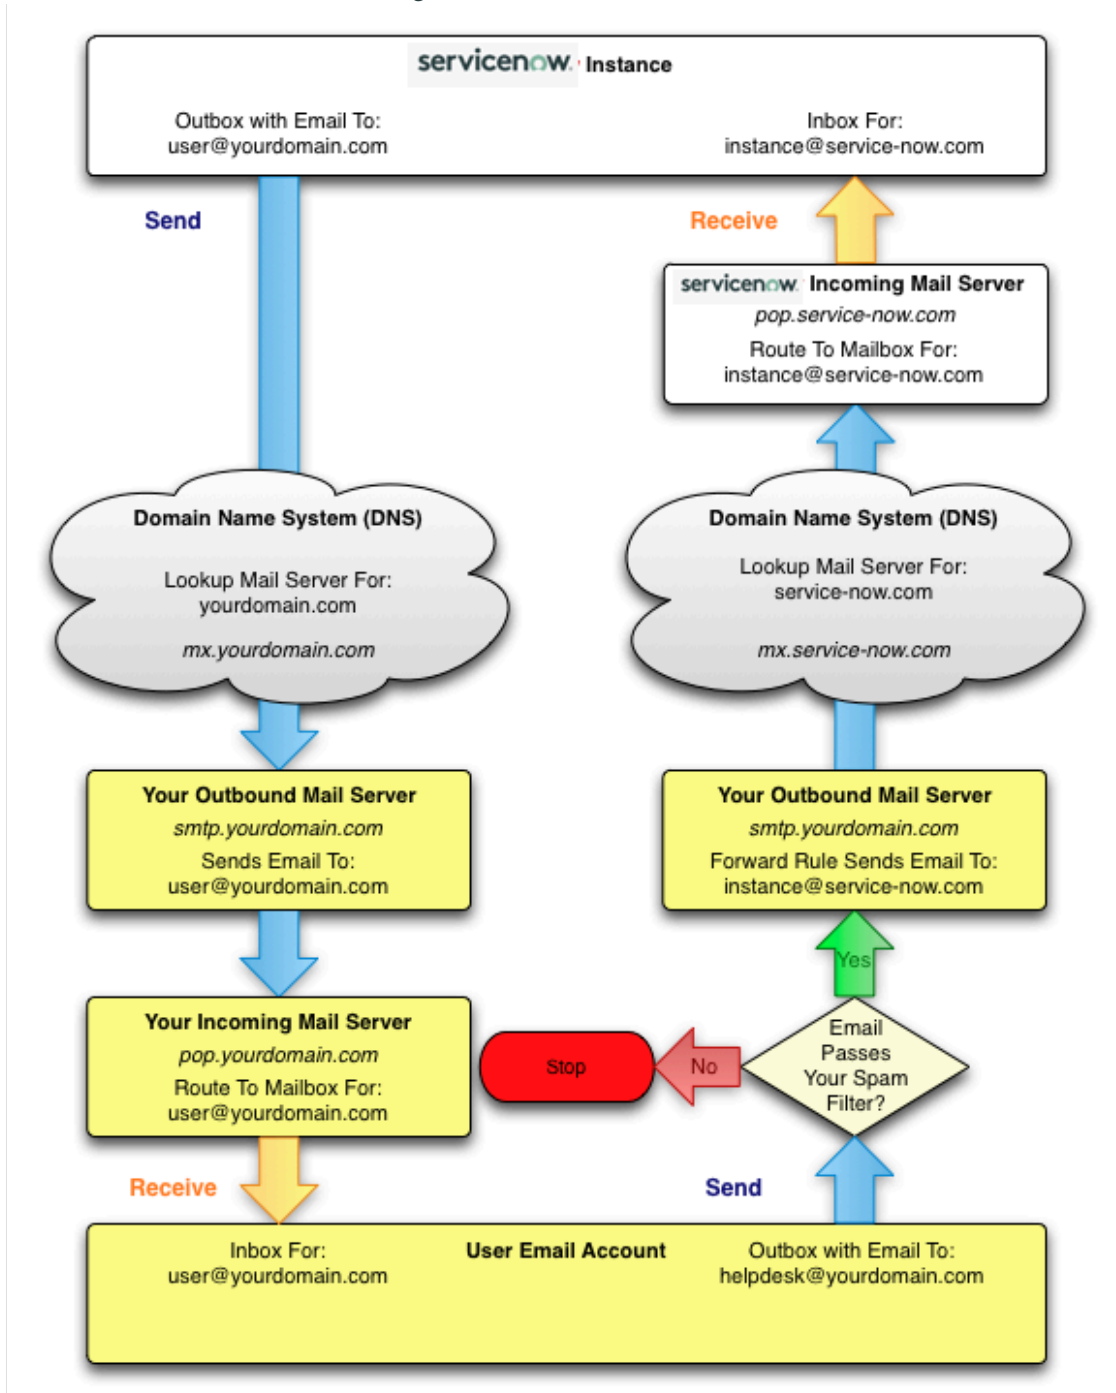 servicenow. Instance
Outbox with Email To:
user@yourdomain.com
Inbox For:
instance@service-now.com
Send
Receive
servicenow. Incoming Mail Server
pop.service-now.com
Route To Mailbox For:
instance@service-now.com
Domain Name System (DNS)
Lookup Mail Server For:
yourdomain.com
mx.yourdomain.com
Domain Name System (DNS)
Lookup Mail Server For:
service-now.com
mx.service-now.com
Your Outbound Mail Server
smtp.yourdomain.com
Sends Email To:
user@yourdomain.com
Your Outbound Mail Server
smtp.yourdomain.com
Forward Rule Sends Email To:
instance@service-now.com
Yes
Your Incoming Mail Server
pop.yourdomain.com
Route To Mailbox For:
user@yourdomain.com
Stop
No
Email
Passes
Your Spam
Filter?
Receive
Send
Inbox For:
user@yourdomain.com
User Email Account
Outbox with Email To:
helpdesk@yourdomain.com